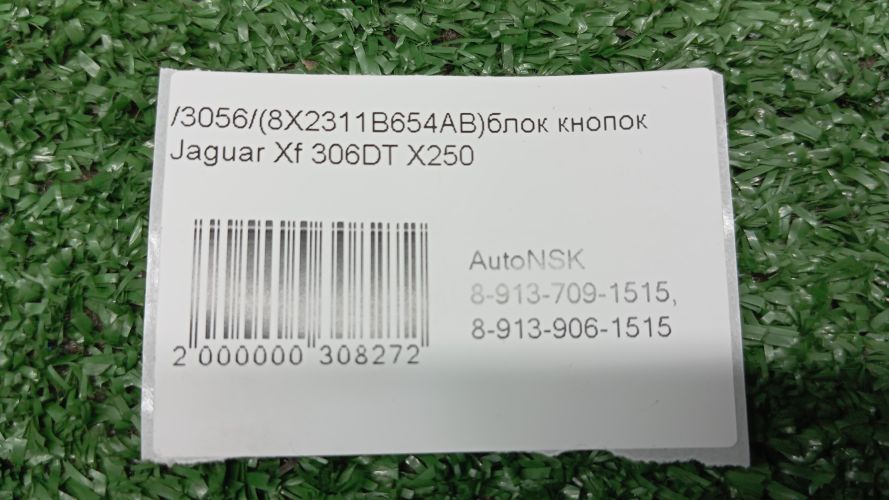 /3056/(8X2311B654AB)блок кнопок
Jaguar Xf 306DT X250
AutoNSK
8-913-709-1515,
8-913-906-1515
2 000000 308272